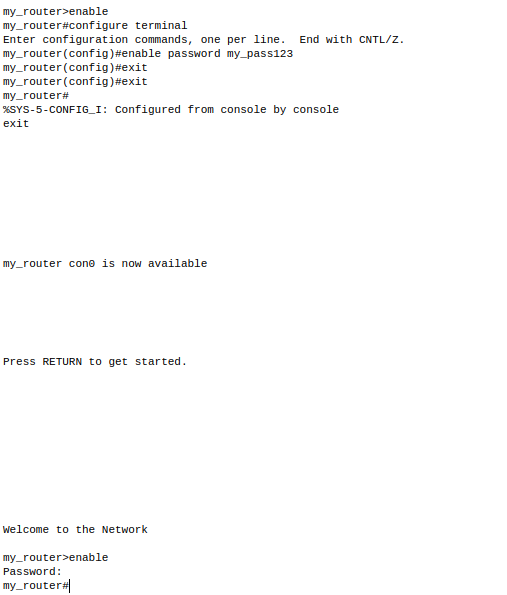 my_router>enable
my_router#configure terminal
Enter configuration commands, one per line.  End with CNTL/Z.
my_router(config)#enable password my_pass123
my_router(config)#exit
my_router(config)#exit
my_router#
%SYS-5-CONFIG_I: Configured from console by console
exit
my_router con0 is now available
Press RETURN to get started.
Welcome to the Network
my_router>enable
Password:
my_router#